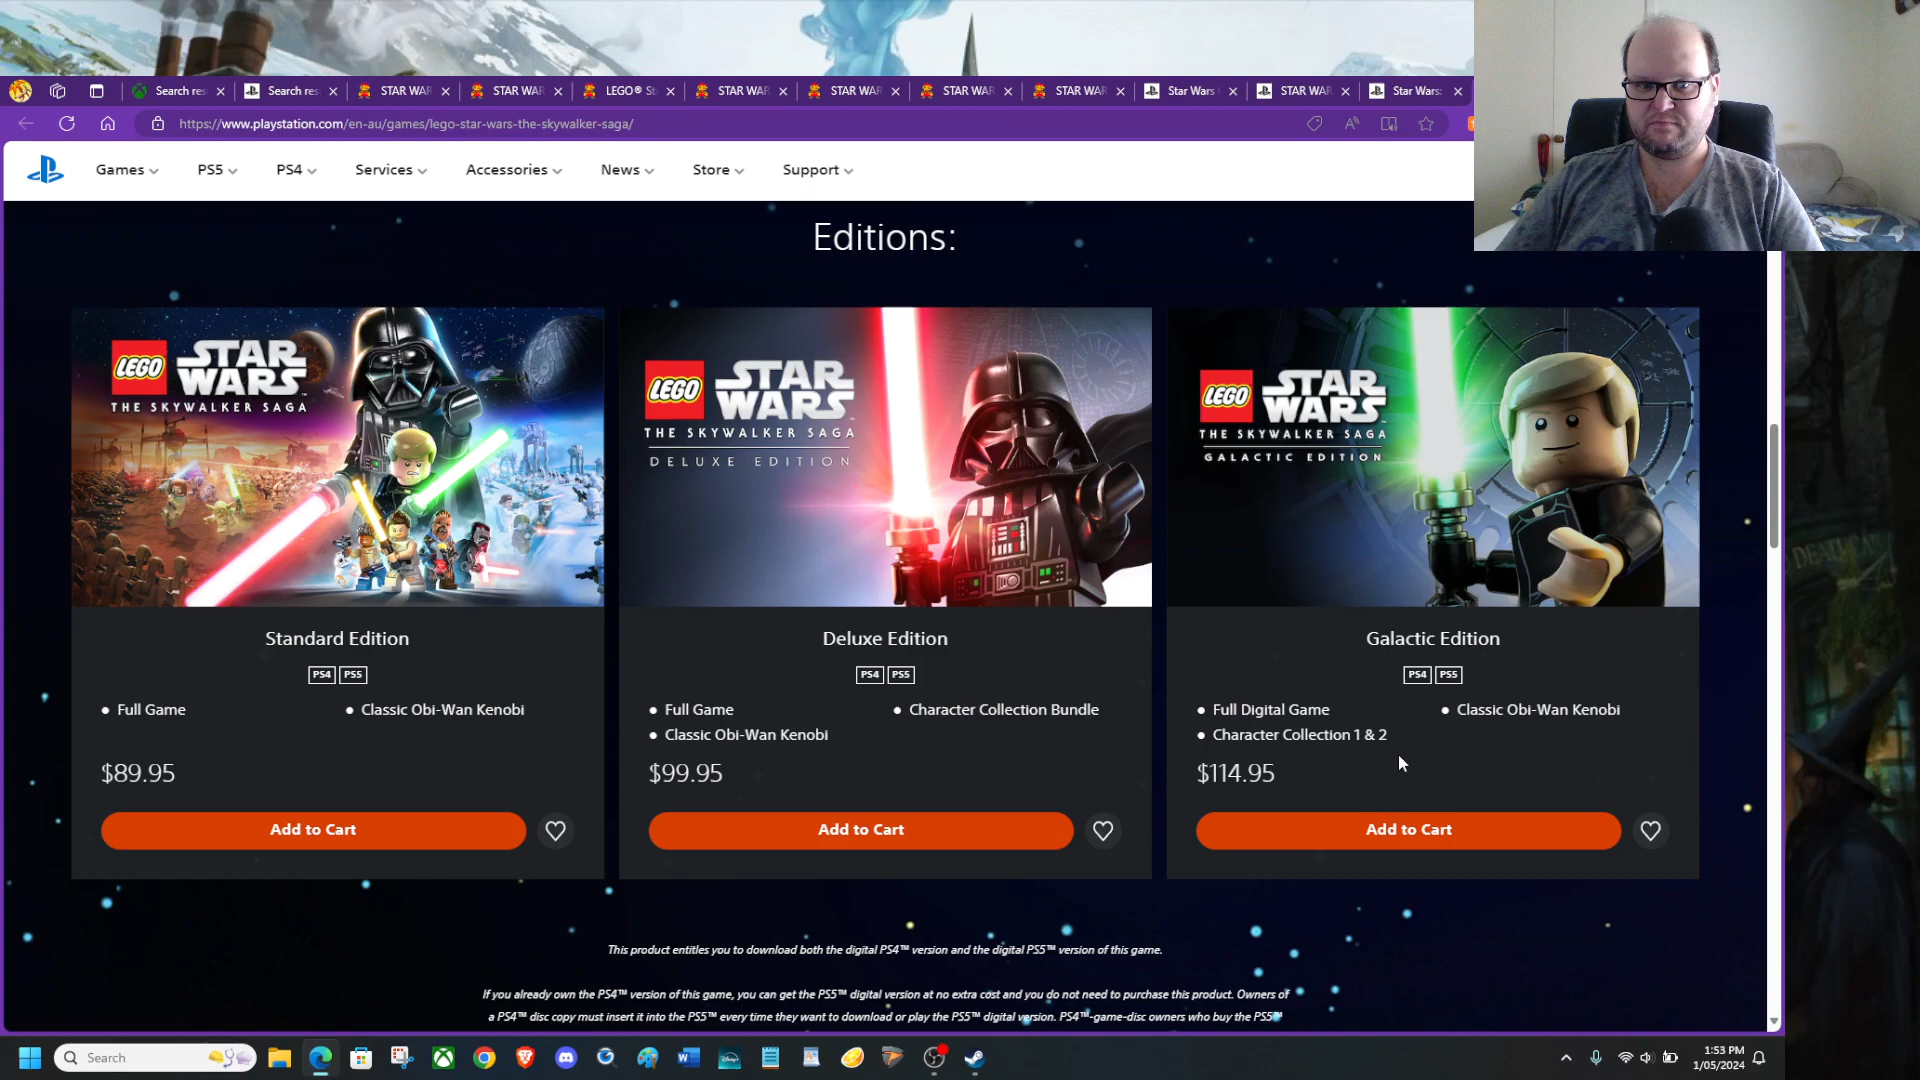 Search res
Search res
STAR WAR
STAR WAR
LEGO® St
STAR WAR
STAR WAR
STAR WAR
STAR WAR
Star Wars
STAR WAR
Star Wars:
https://www.playstation.com/en-au/games/lego-star-wars-the-skywalker-saga/
Games
PS5
PS4
Services
Accessories
News
Store
Support
Editions:
LEGO STAR WARS
THE SKYWALKER SAGA
LEGO STAR WARS
THE SKYWALKER SAGA
DELUXE EDITION
LEGO STAR WARS
THE SKYWALKER SAGA
GALACTIC EDITION
Standard Edition
PS4 PS5
• Full Game
• Classic Obi-Wan Kenobi
$89.95
Add to Cart
Deluxe Edition
PS4 PS5
• Full Game
• Character Collection Bundle
• Classic Obi-Wan Kenobi
$99.95
Add to Cart
Galactic Edition
PS4 PS5
• Full Digital Game
• Classic Obi-Wan Kenobi
• Character Collection 1 & 2
$114.95
Add to Cart
This product entitles you to download both the digital PS4™ version and the digital PS5™ version of this game.
If you already own the PS4™ version of this game, you can get the PS5™ digital version at no extra cost and you do not need to purchase this product. Owners of
a PS4™ disc copy must insert it into the PS5™ every time they want to download or play the PS5™ digital version. PS4™-game-disc owners who buy the PS5™
Search
1:53 PM
1/05/2024